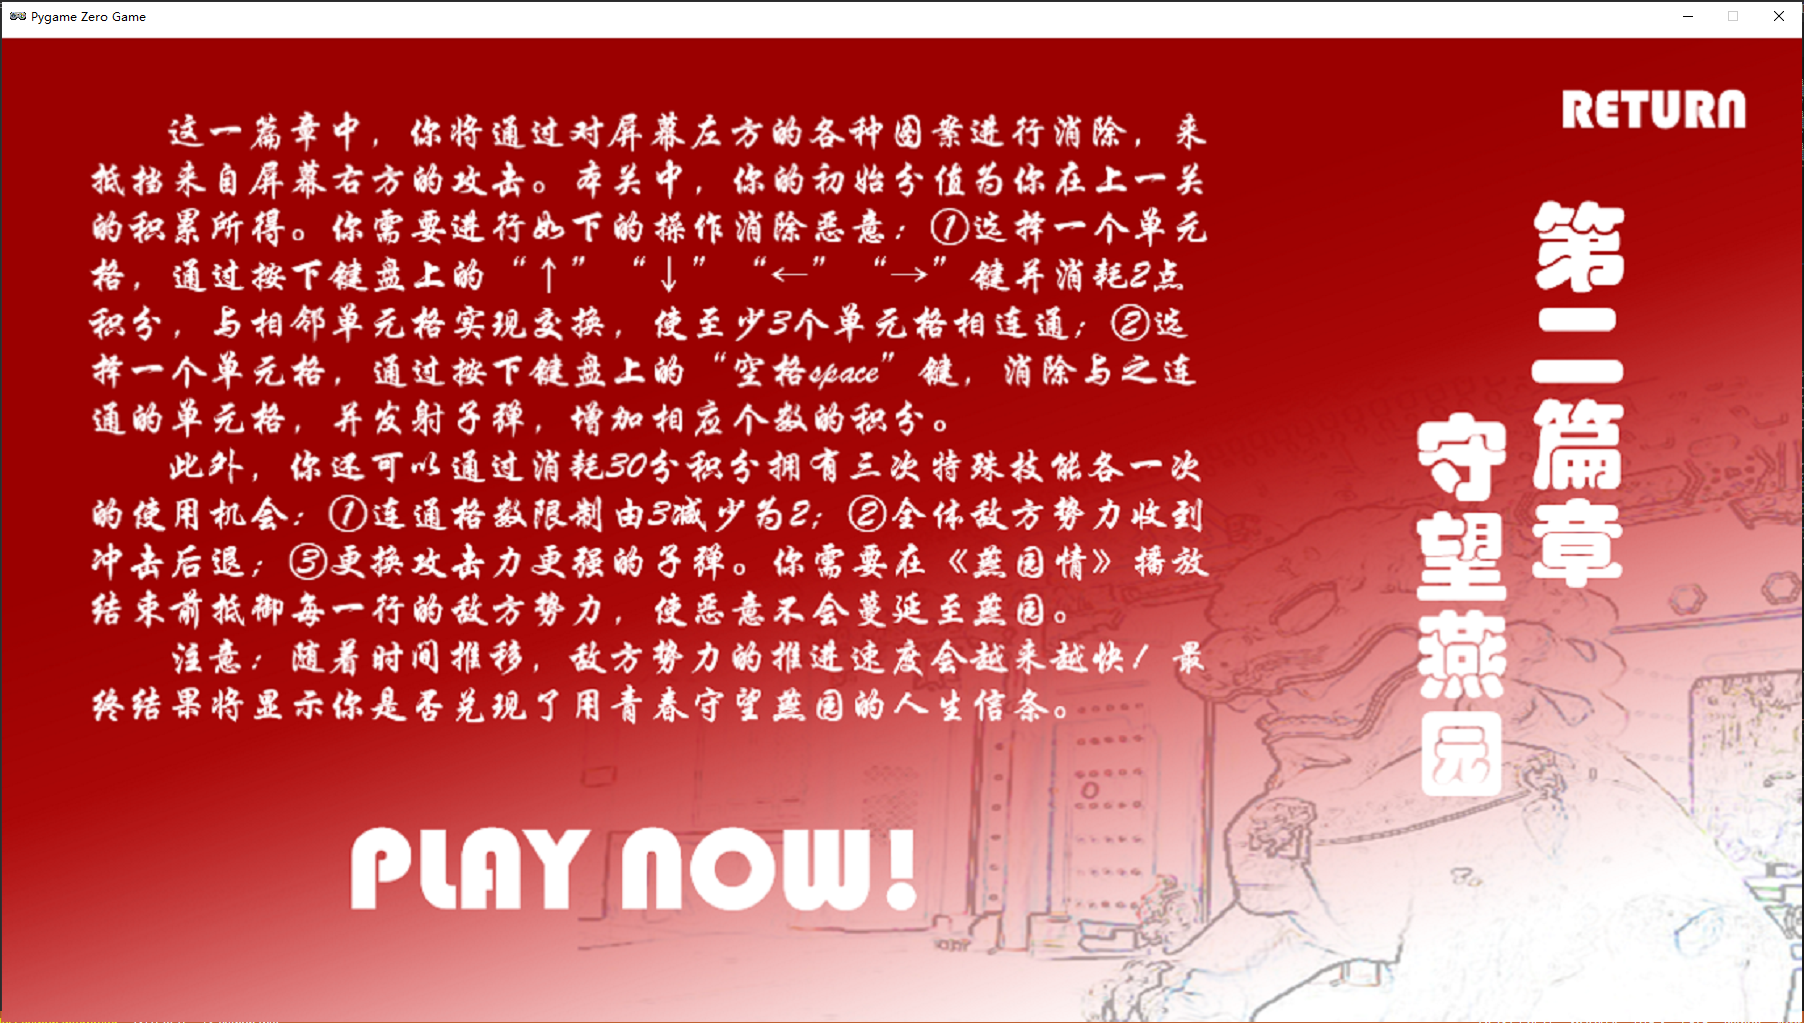 Pygame Zero Game
RETURN
第二篇章
守望燕园
这一篇章中，你将通过对屏幕左方的各种图案进行消除，来
抵挡来自屏幕右方的攻击。本关中，你的初始分值为你在上一关
的积累所得。你需要进行如下的操作消除恶意：①选择一个单元
格，通过按下键盘上的“↑”“↓”“←”“→”键并消耗2点
积分，与相邻单元格实现交换，使至少3个单元格相连通；②选
择一个单元格，通过按下键盘上的“空格space”键，消除与之连
通的单元格，并发射子弹，增加相应个数的积分。
此外，你还可以通过消耗30分积分拥有三次特殊技能各一次
的使用机会：①连通格数限制由3减少为2；②全体敌方势力收到
冲击后退；③更换攻击力更强的子弹。你需要在《燕园情》播放
结束前抵御每一行的敌方势力，使恶意不会蔓延至燕园。
注意：随着时间推移，敌方势力的推进速度会越来越快！最
终结果将显示你是否兑现了用青春守望燕园的人生信条。
PLAY NOW!